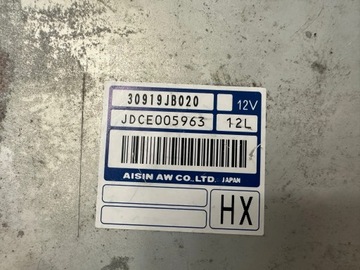 30919JB020 12V
JDCE005963 12L
AISIN AW CO.,LTD. JAPAN
HX